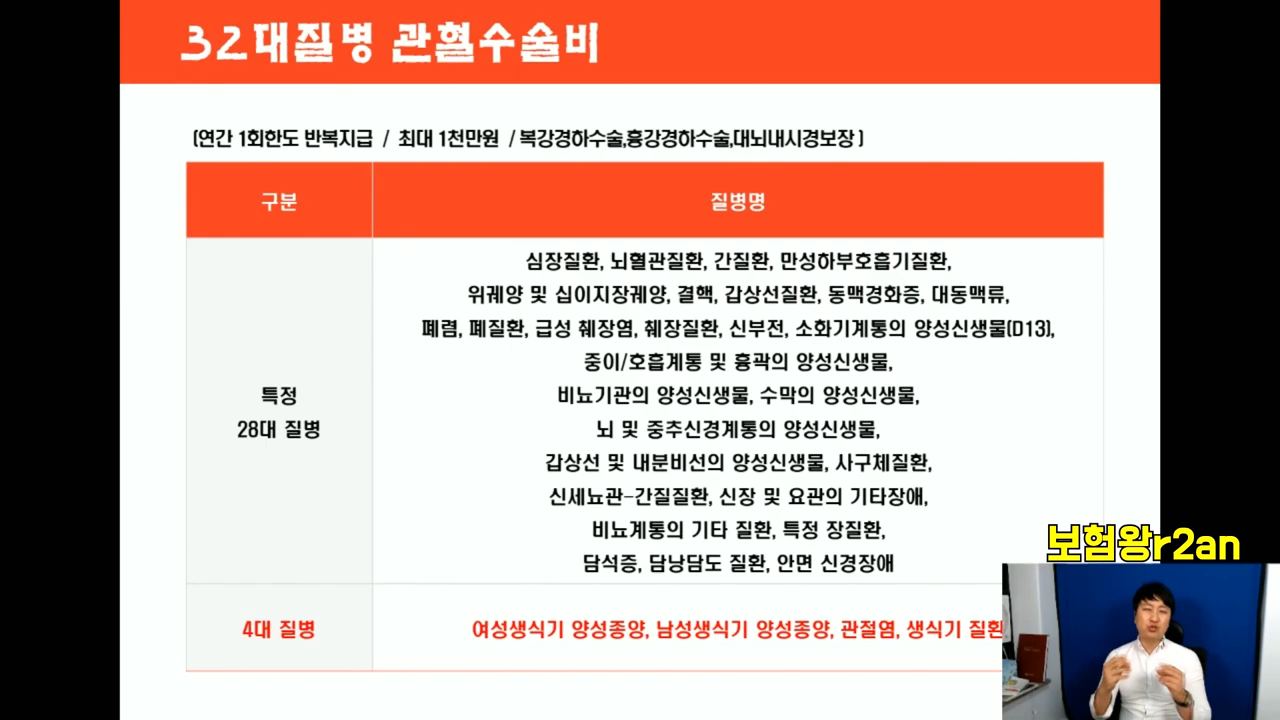 32대질병 관혈수술비
(연간 1회한도 반복지급 / 최대 1천만원 / 복강경하수술,흉강경하수술,대뇌내시경보장 )
구분
질병명
심장질환, 뇌혈관질환, 간질환, 만성하부호흡기질환,
위궤양 및 십이지장궤양, 결핵, 갑상선질환, 동맥경화증, 대동맥류,
폐렴, 폐질환, 급성 췌장염, 췌장질환, 신부전, 소화기계통의 양성신생물(D13),
중이/호흡계통 및 흉곽의 양성신생물,
비뇨기관의 양성신생물, 수막의 양성신생물,
특정
28대 질병
뇌 및 중추신경계통의 양성신생물,
갑상선 및 내분비선의 양성신생물, 사구체질환,
신세뇨관-간질질환, 신장 및 요관의 기타장애,
비뇨계통의 기타 질환, 특정 장질환,
담석증, 담낭담도 질환, 안면 신경장애
4대 질병
여성생식기 양성종양, 남성생식기 양성종양, 관절염, 생식기 질환
보험왕r2an